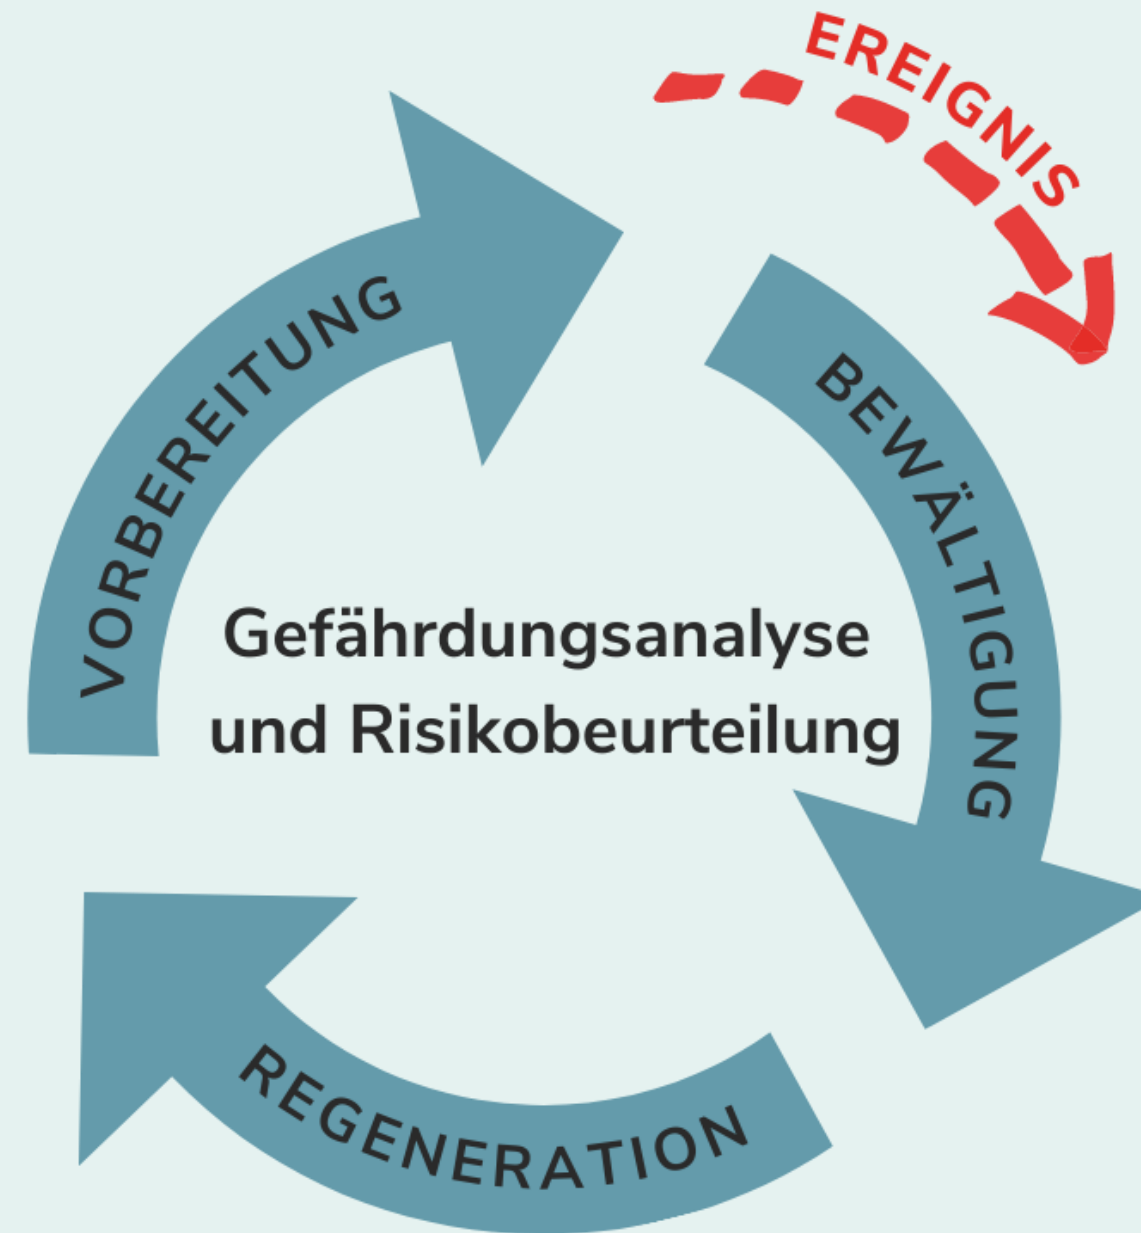 EREIGNIS
VORBEREITUNG
BEWÄLTIGUNG
Gefährdungsanalyse
und Risikobeurteilung
REGENERATION